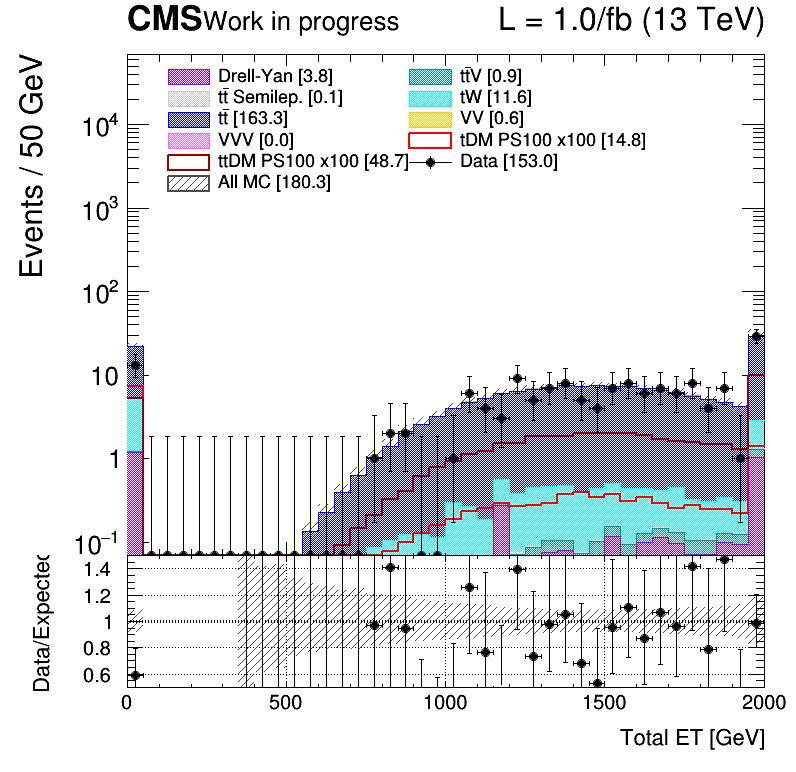 CMS Work in progress L = 1.0/fb (13 TeV)
Events / 50 GeV
Drell-Yan [3.8] tt̄V [0.9]
tt̄ Semilep. [0.1] tW [11.6]
tt̄ [163.3] VV [0.6]
VVV [0.0] tDM PS100 x100 [14.8]
ttDM PS100 x100 [48.7] Data [153.0]
All MC [180.3]
10⁴
10³
10²
10
1
10⁻¹
Data/Expected
1.4
1.2
1
0.8
0.6
0 500 1000 1500 2000
Total ET [GeV]